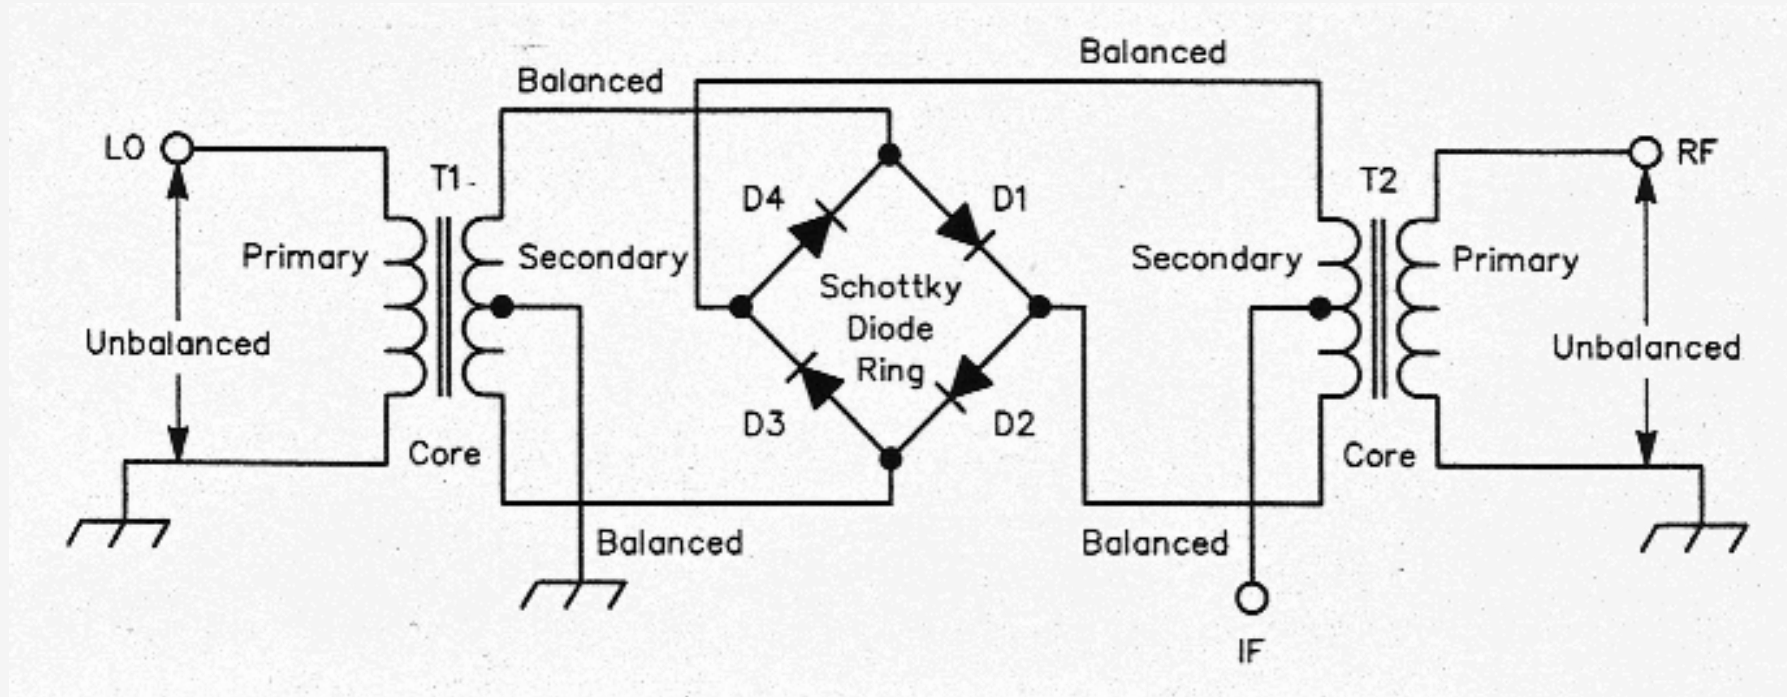 Balanced
Balanced
LO
T1
D4
D1
T2
RF
Primary
Secondary
Schottky
Diode
Ring
Secondary
Primary
Unbalanced
Unbalanced
D3
D2
Core
Core
Balanced
Balanced
IF